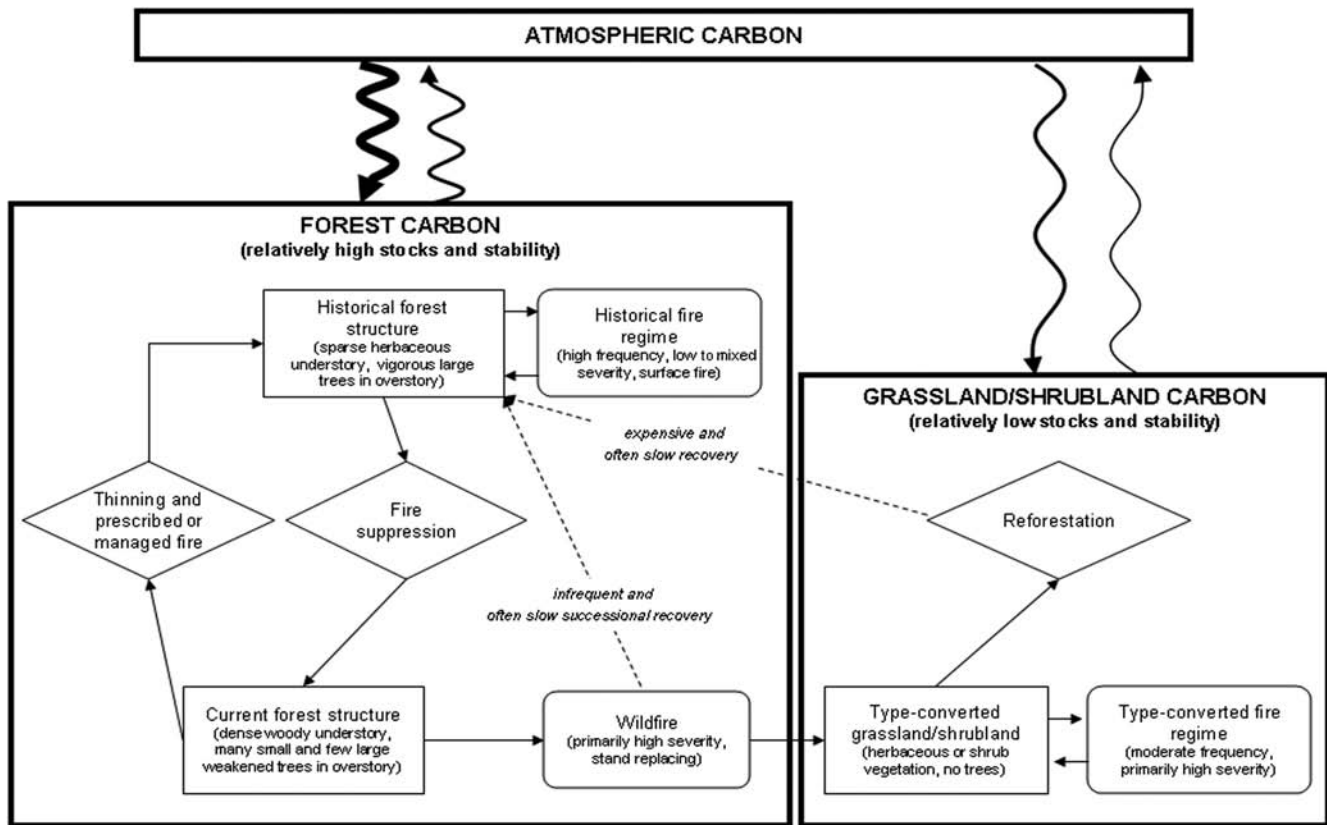 ATMOSPHERIC CARBON
FOREST CARBON
(relatively high stocks and stability)
Historical forest
structure
(sparse herbaceous
understory, vigorous large
trees in overstory)
Historical fire
regime
(high frequency, low to mixed
severity, surface fire)
Thinning and
prescribed or
managed fire
Fire
suppression
expensive and
often slow recovery
infrequent and
often slow successional recovery
Current forest structure
(dense woody understory,
many small and few large
weakened trees in overstory)
Wildfire
(primarily high severity,
stand replacing)
GRASSLAND/SHRUBLAND CARBON
(relatively low stocks and stability)
Reforestation
Type-converted
grassland/shrubland
(herbaceous or shrub
vegetation, no trees)
Type-converted fire
regime
(moderate frequency,
primarily high severity)